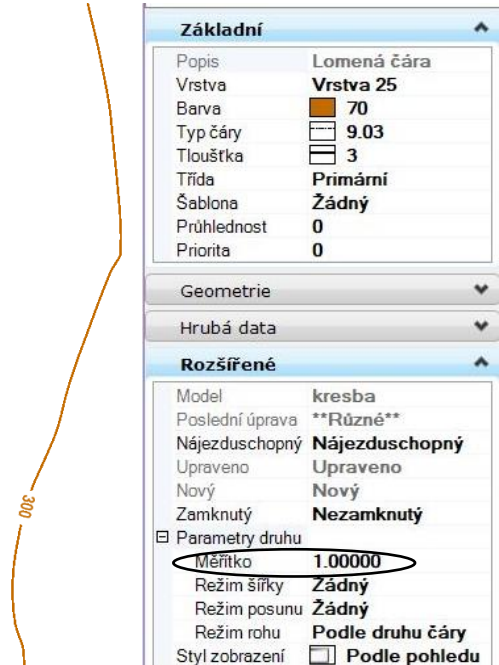 Základní
Popis Lomená čára
Vrstva Vrstva 25
Barva 70
Typ čáry 9.03
Tloušťka 3
Třída Primární
Šablona Žádný
Průhlednost 0
Priorita 0
Geometrie
Hrubá data
Rozšířené
Model kresba
Poslední úprava **Různé**
Nájezduschopný Nájezduschopný
Upraveno Upraveno
Nový Nový
Zamknutý Nezamknutý
Parametry druhu
Měřítko 1.00000
Režim šířky Žádný
Režim posunu Žádný
Režim rohu Podle druhu čáry
Styl zobrazení Podle pohledu
300